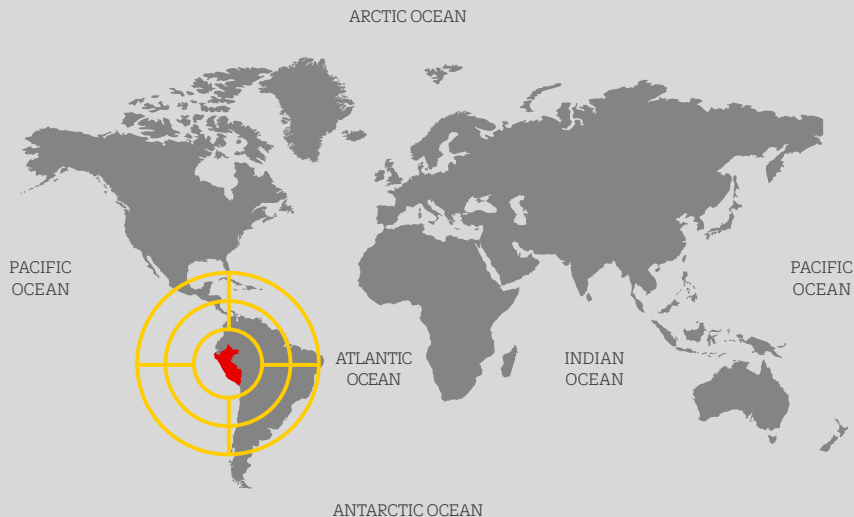 ARCTIC OCEAN
PACIFIC
OCEAN
PACIFIC
OCEAN
ATLANTIC
OCEAN
INDIAN
OCEAN
ANTARCTIC OCEAN